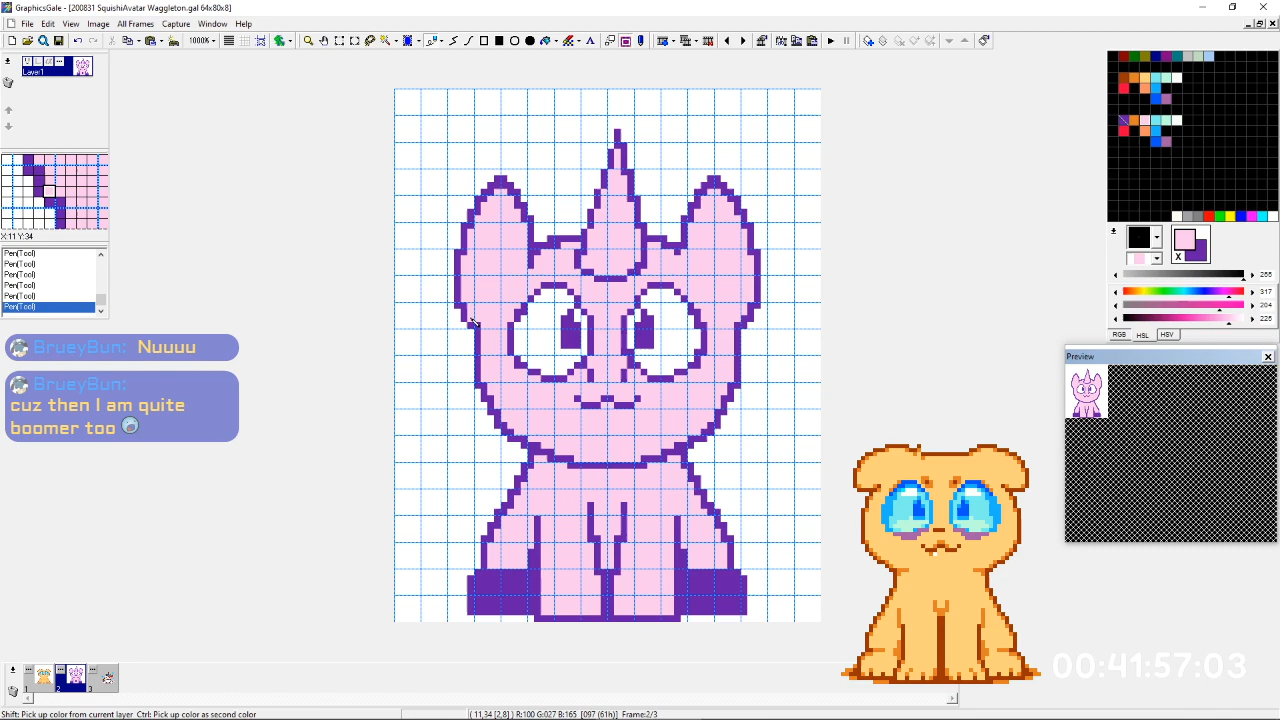 GraphicsGale - [200831 SquishiAvatar Waggleton.gal 64x80x8]
File Edit View Image All Frames Capture Window Help
1000%
Layer1
X:11 Y:34
Pen(Tool)
Pen(Tool)
Pen(Tool)
Pen(Tool)
Pen(Tool)
Pen(Tool)
BrueyBun: Nuuuu
BrueyBun:
cuz then I am quite
boomer too
X
255
317
204
225
RGB HSL HSV
Preview
1 2 3
00:41:57:03
Shift: Pick up color from current layer Ctrl: Pick up color as second color
( 11,34 [2,8] ) R:100 G:027 B:165 [097 (61h)] Frame:2/3